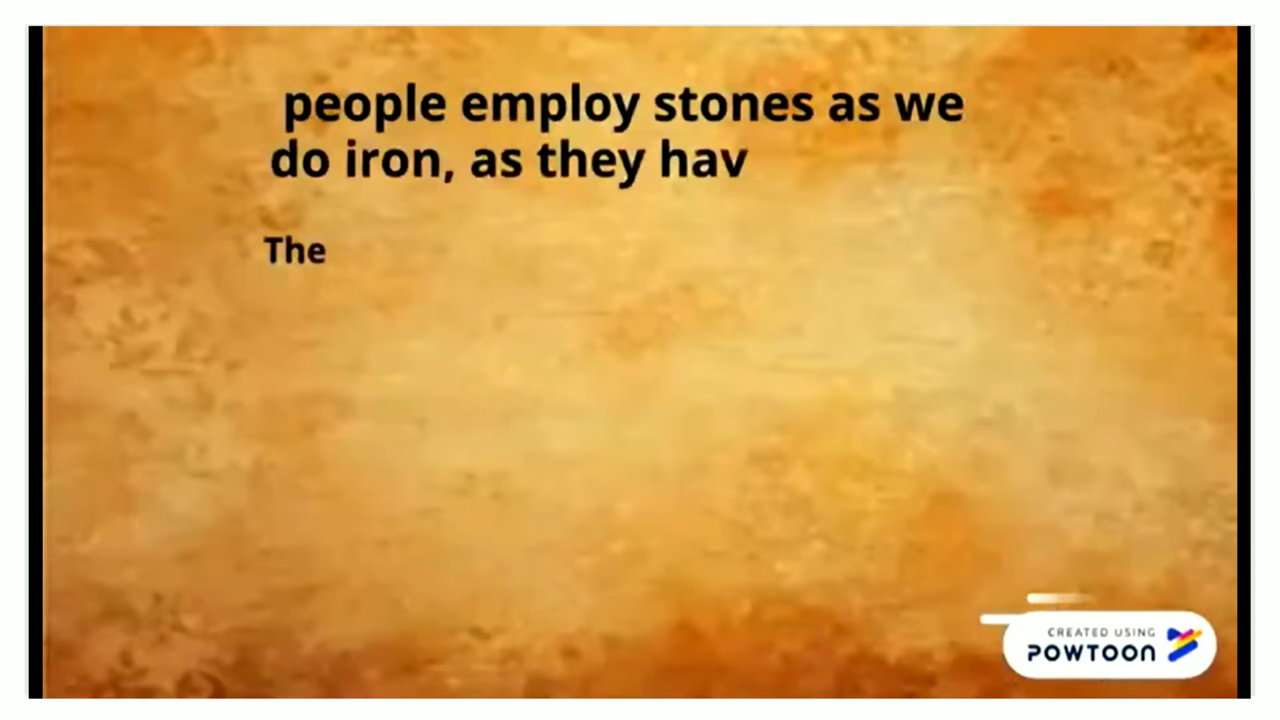 people employ stones as we
do iron, as they hav
The
CREATED USING
POWTOON